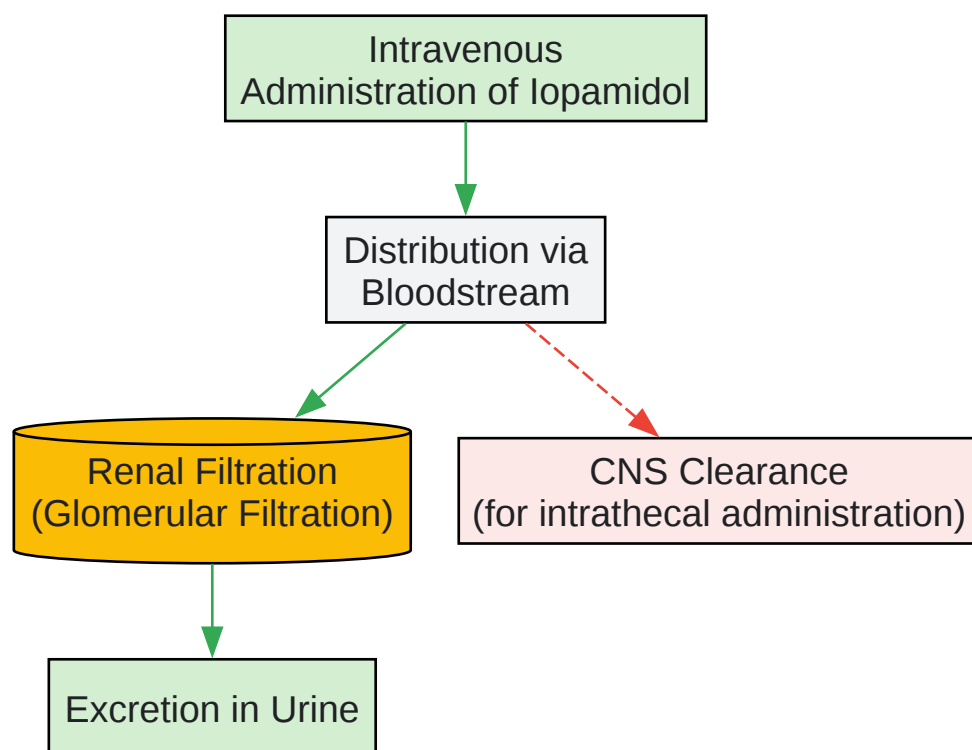 Intravenous
Administration of Iopamidol
Distribution via
Bloodstream
Renal Filtration
(Glomerular Filtration)
CNS Clearance
(for intrathecal administration)
Excretion in Urine